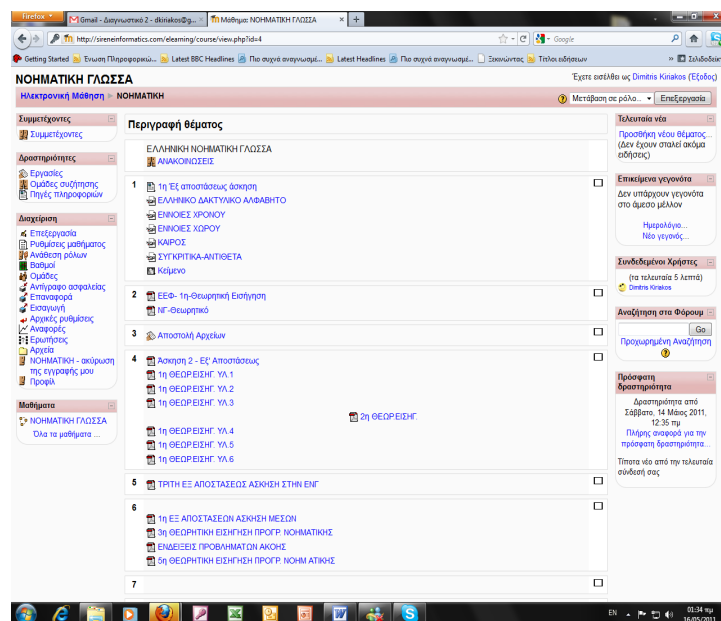 Firefox
Gmail - Διαγνωστικό 2 - dkiriakos@g...
Μάθημα: ΝΟΗΜΑΤΙΚΗ ΓΛΩΣΣΑ
http://sireneinformatics.com/elearning/course/view.php?id=4
Google
Getting Started
Ένωση Πληροφορικώ...
Latest BBC Headlines
Πιο συχνά αναγνωσμέ...
Latest Headlines
Πιο συχνά αναγνωσμέ...
Ξεκινώντας
Τίτλοι ειδήσεων
» Σελιδοδείκτ
ΝΟΗΜΑΤΙΚΗ ΓΛΩΣΣΑ
Έχετε εισέλθει ως Dimitris Kiriakos (Έξοδος)
Ηλεκτρονική Μάθηση ► ΝΟΗΜΑΤΙΚΗ
Μετάβαση σε ρόλο...
Επεξεργασία
Συμμετέχοντες
Συμμετέχοντες
Δραστηριότητες
Εργασίες
Ομάδες συζήτησης
Πηγές πληροφοριών
Διαχείριση
Επεξεργασία
Ρυθμίσεις μαθήματος
Ανάθεση ρόλων
Βαθμοί
Ομάδες
Αντίγραφο ασφαλείας
Επαναφορά
Εισαγωγή
Αρχικές ρυθμίσεις
Αναφορές
Ερωτήσεις
Αρχεία
ΝΟΗΜΑΤΙΚΗ - ακύρωση
της εγγραφής μου
Προφίλ
Μαθήματα
ΝΟΗΜΑΤΙΚΗ ΓΛΩΣΣΑ
Όλα τα μαθήματα ...
Περιγραφή θέματος
ΕΛΛΗΝΙΚΗ ΝΟΗΜΑΤΙΚΗ ΓΛΩΣΣΑ
ΑΝΑΚΟΙΝΩΣΕΙΣ
1 1η Έξ αποστάσεως άσκηση
ΕΛΛΗΝΙΚΟ ΔΑΚΤΥΛΙΚΟ ΑΛΦΑΒΗΤΟ
ΕΝΝΟΙΕΣ ΧΡΟΝΟΥ
ΕΝΝΟΙΕΣ ΧΩΡΟΥ
ΚΑΙΡΟΣ
ΣΥΓΚΡΙΤΙΚΑ-ΑΝΤΙΘΕΤΑ
Κείμενο
2 ΕΕΦ- 1η-Θεωρητική Εισήγηση
ΝΓ-Θεωρητικό
3 Αποστολή Αρχείων
4 Άσκηση 2 - Εξ' Αποστάσεως
1η ΘΕΩΡ.ΕΙΣΗΓ. ΥΛ.1
1η ΘΕΩΡ.ΕΙΣΗΓ. ΥΛ.2
1η ΘΕΩΡ.ΕΙΣΗΓ. ΥΛ.3
2η ΘΕΩΡ.ΕΙΣΗΓ.
1η ΘΕΩΡ.ΕΙΣΗΓ. ΥΛ.4
1η ΘΕΩΡ.ΕΙΣΗΓ. ΥΛ.5
1η ΘΕΩΡ.ΕΙΣΗΓ. ΥΛ.6
5 ΤΡΙΤΗ ΕΞ ΑΠΟΣΤΑΣΕΩΣ ΑΣΚΗΣΗ ΣΤΗΝ ΕΝΓ
6
1η ΕΞ ΑΠΟΣΤΑΣΕΩΝ ΑΣΚΗΣΗ ΜΕΣΩΝ
3η ΘΕΩΡΗΤΙΚΗ ΕΙΣΗΓΗΣΗ ΠΡΟΓΡ. ΝΟΗΜΑΤΙΚΗΣ
ΕΝΔΕΙΞΕΙΣ ΠΡΟΒΛΗΜΑΤΩΝ ΑΚΟΗΣ
5η ΘΕΩΡΗΤΙΚΗ ΕΙΣΗΓΗΣΗ ΠΡΟΓΡ. ΝΟΗΜ ΑΤΙΚΗΣ
7
Τελευταία νέα
Προσθήκη νέου θέματος...
(Δεν έχουν σταλεί ακόμα
ειδήσεις)
Επικείμενα γεγονότα
Δεν υπάρχουν γεγονότα
στο άμεσο μέλλον
Ημερολόγιο...
Νέο γεγονός...
Συνδεδεμένοι Χρήστες
(τα τελευταία 5 λεπτά)
Dimitris Kiriakos
Αναζήτηση στα Φόρουμ
Go
Προχωρημένη Αναζήτηση
Πρόσφατη
δραστηριότητα
Δραστηριότητα από
Σάββατο, 14 Μάιος 2011,
12:35 πμ
Πλήρης αναφορά για την
πρόσφατη δραστηριότητα...
Τίποτα νέο από την τελευταία
σύνδεσή σας
EN
01:34 πμ
16/05/2011